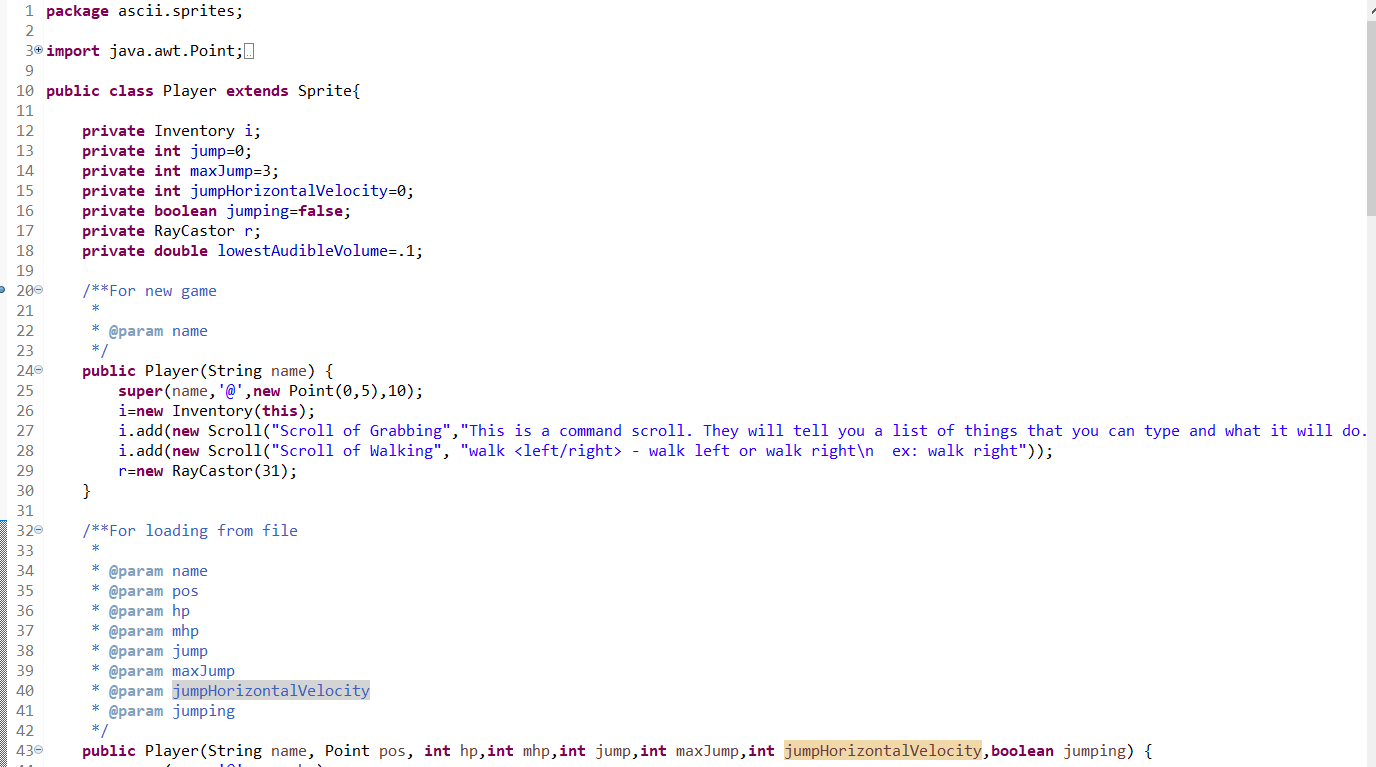 1 package ascii.sprites;
2
3 import java.awt.Point;
9
10 public class Player extends Sprite{
11
12     private Inventory i;
13     private int jump=0;
14     private int maxJump=3;
15     private int jumpHorizontalVelocity=0;
16     private boolean jumping=false;
17     private RayCastor r;
18     private double lowestAudibleVolume=.1;
19
20     /**For new game
21      *
22      * @param name
23      */
24     public Player(String name) {
25         super(name,'@',new Point(0,5),10);
26         i=new Inventory(this);
27         i.add(new Scroll("Scroll of Grabbing","This is a command scroll. They will tell you a list of things that you can type and what it will do.
28         i.add(new Scroll("Scroll of Walking", "walk <left/right> - walk left or walk right\n  ex: walk right"));
29         r=new RayCastor(31);
30     }
31
32     /**For loading from file
33      *
34      * @param name
35      * @param pos
36      * @param hp
37      * @param mhp
38      * @param jump
39      * @param maxJump
40      * @param jumpHorizontalVelocity
41      * @param jumping
42      */
43     public Player(String name, Point pos, int hp,int mhp,int jump,int maxJump,int jumpHorizontalVelocity,boolean jumping) {